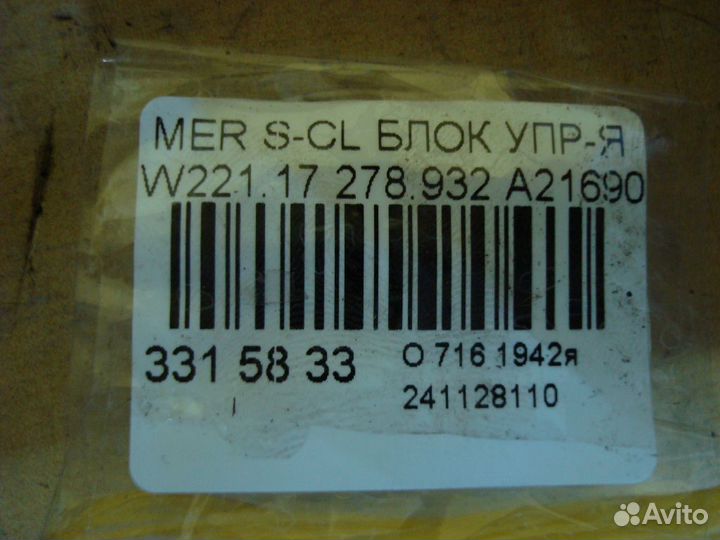 MER S-CL БЛОК УПР-Я
W221.17 278.932 A21690
331 58 33
O 716 1942я
241128110
Avito